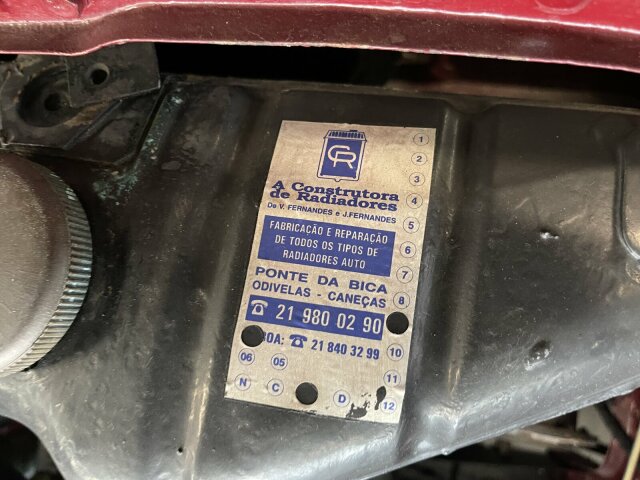 CR
A Construtora
de Radiadores
De V. FERNANDES e J.FERNANDES
FABRICAÇÃO E REPARAÇÃO
DE TODOS OS TIPOS DE
RADIADORES AUTO
PONTE DA BICA
ODIVELAS - CANEÇAS
☎ 21 980 02 90
OA: ☎ 21 840 32 99
1
2
3
4
5
6
7
8
10
11
12
06
05
N
C
D